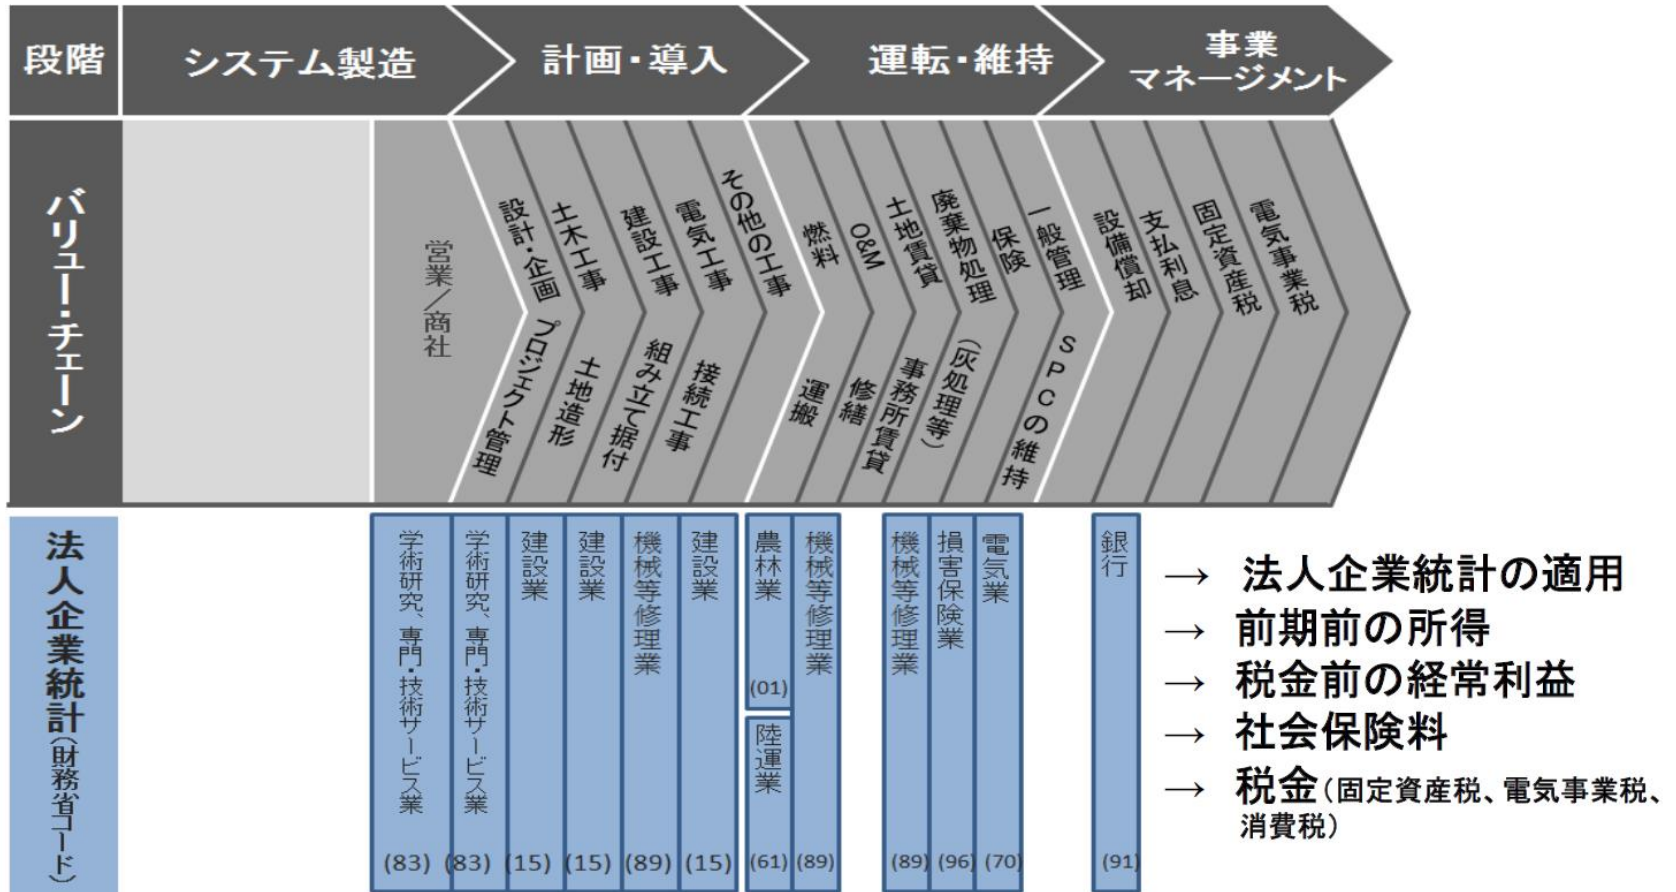 段階
システム製造
計画・導入
運転・維持
事業
マネージメント
バリュー・チェーン
営業／商社
設計・企画
プロジェクト管理
土木工事
土地造形
建設工事
組み立て据付
電気工事
接続工事
その他の工事
燃料
運搬
O&M
修繕
土地賃貸
事務所賃貸
廃棄物処理
（灰処理等）
保険
一般管理
SPCの維持
設備償却
支払利息
固定資産税
電気事業税
法人企業統計（財務省コード）
学術研究、専門・技術サービス業
(83)
学術研究、専門・技術サービス業
(83)
建設業
(15)
建設業
(15)
機械等修理業
(89)
建設業
(15)
農林業
(01)
陸運業
(61)
機械等修理業
(89)
機械等修理業
(89)
損害保険業
(96)
電気業
(70)
銀行
(91)
→ 法人企業統計の適用
→ 前期前の所得
→ 税金前の経常利益
→ 社会保険料
→ 税金（固定資産税、電気事業税、
消費税）